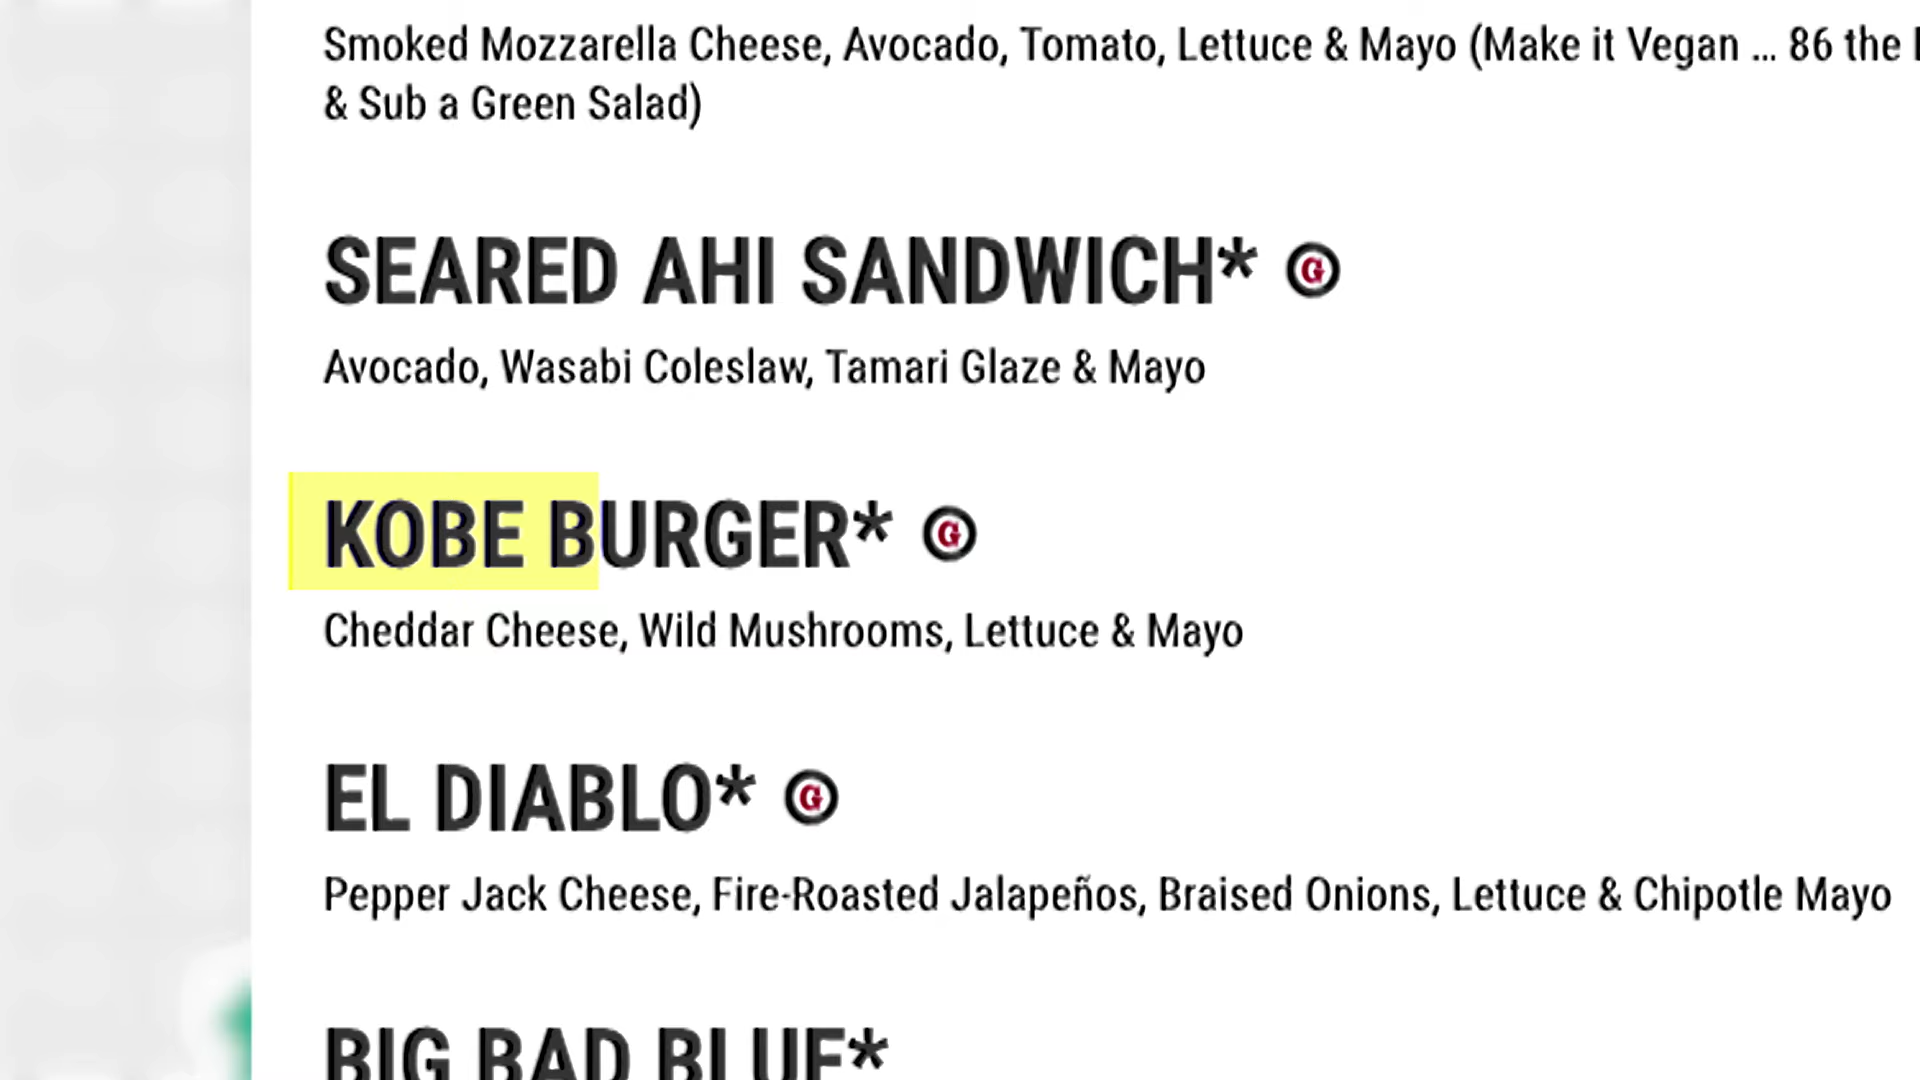 Smoked Mozzarella Cheese, Avocado, Tomato, Lettuce & Mayo (Make it Vegan ... 86 the
& Sub a Green Salad)
SEARED AHI SANDWICH* G
Avocado, Wasabi Coleslaw, Tamari Glaze & Mayo
KOBE BURGER* G
Cheddar Cheese, Wild Mushrooms, Lettuce & Mayo
EL DIABLO* G
Pepper Jack Cheese, Fire-Roasted Jalapeños, Braised Onions, Lettuce & Chipotle Mayo
BIG BAD BLUE*